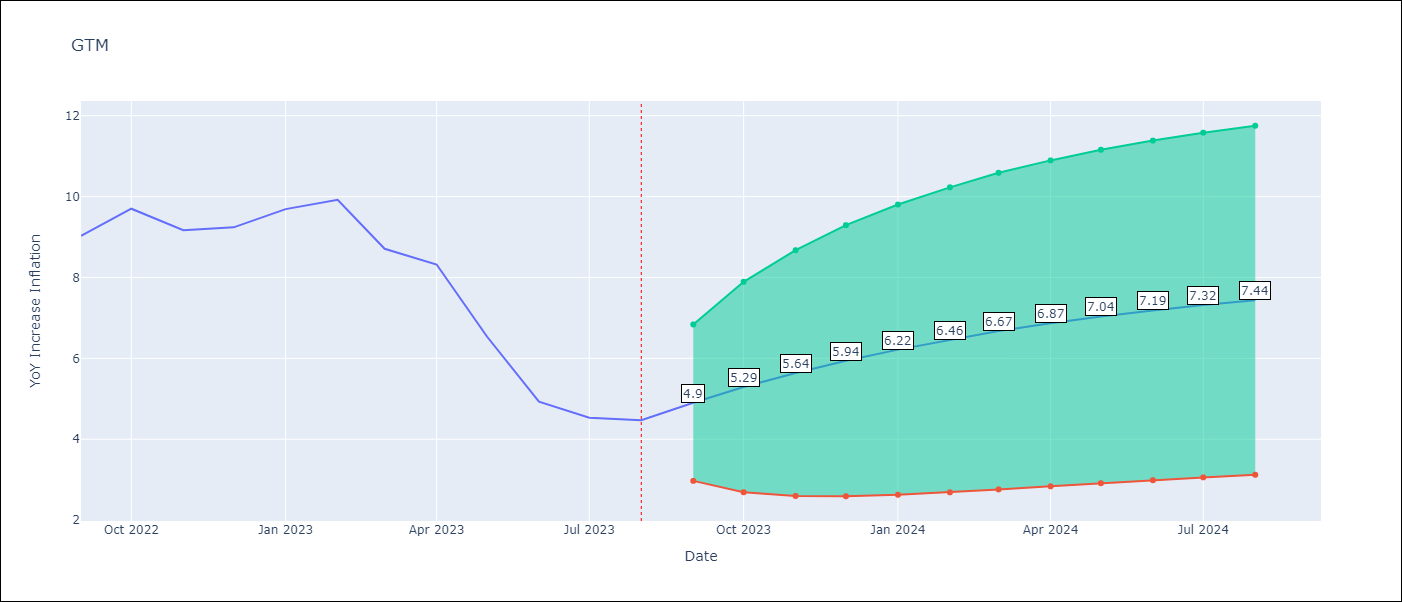 GTM
YoY Increase Inflation
12
10
8
6
4
2
4.9
5.29
5.64
5.94
6.22
6.46
6.67
6.87
7.04
7.19
7.32
7.44
Oct 2022
Jan 2023
Apr 2023
Jul 2023
Oct 2023
Jan 2024
Apr 2024
Jul 2024
Date